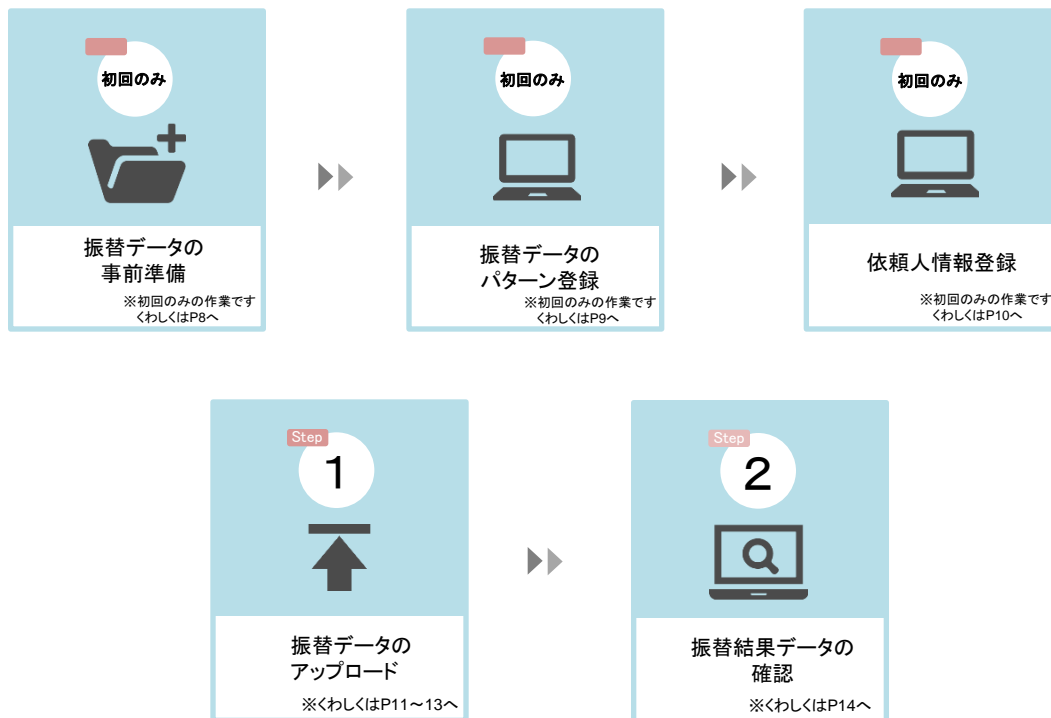 初回のみ
振替データの
事前準備
※初回のみの作業です
くわしくはP8へ
初回のみ
振替データの
パターン登録
※初回のみの作業です
くわしくはP9へ
初回のみ
依頼人情報登録
※初回のみの作業です
くわしくはP10へ
Step
1
振替データの
アップロード
※くわしくはP11～13へ
Step
2
振替結果データの
確認
※くわしくはP14へ